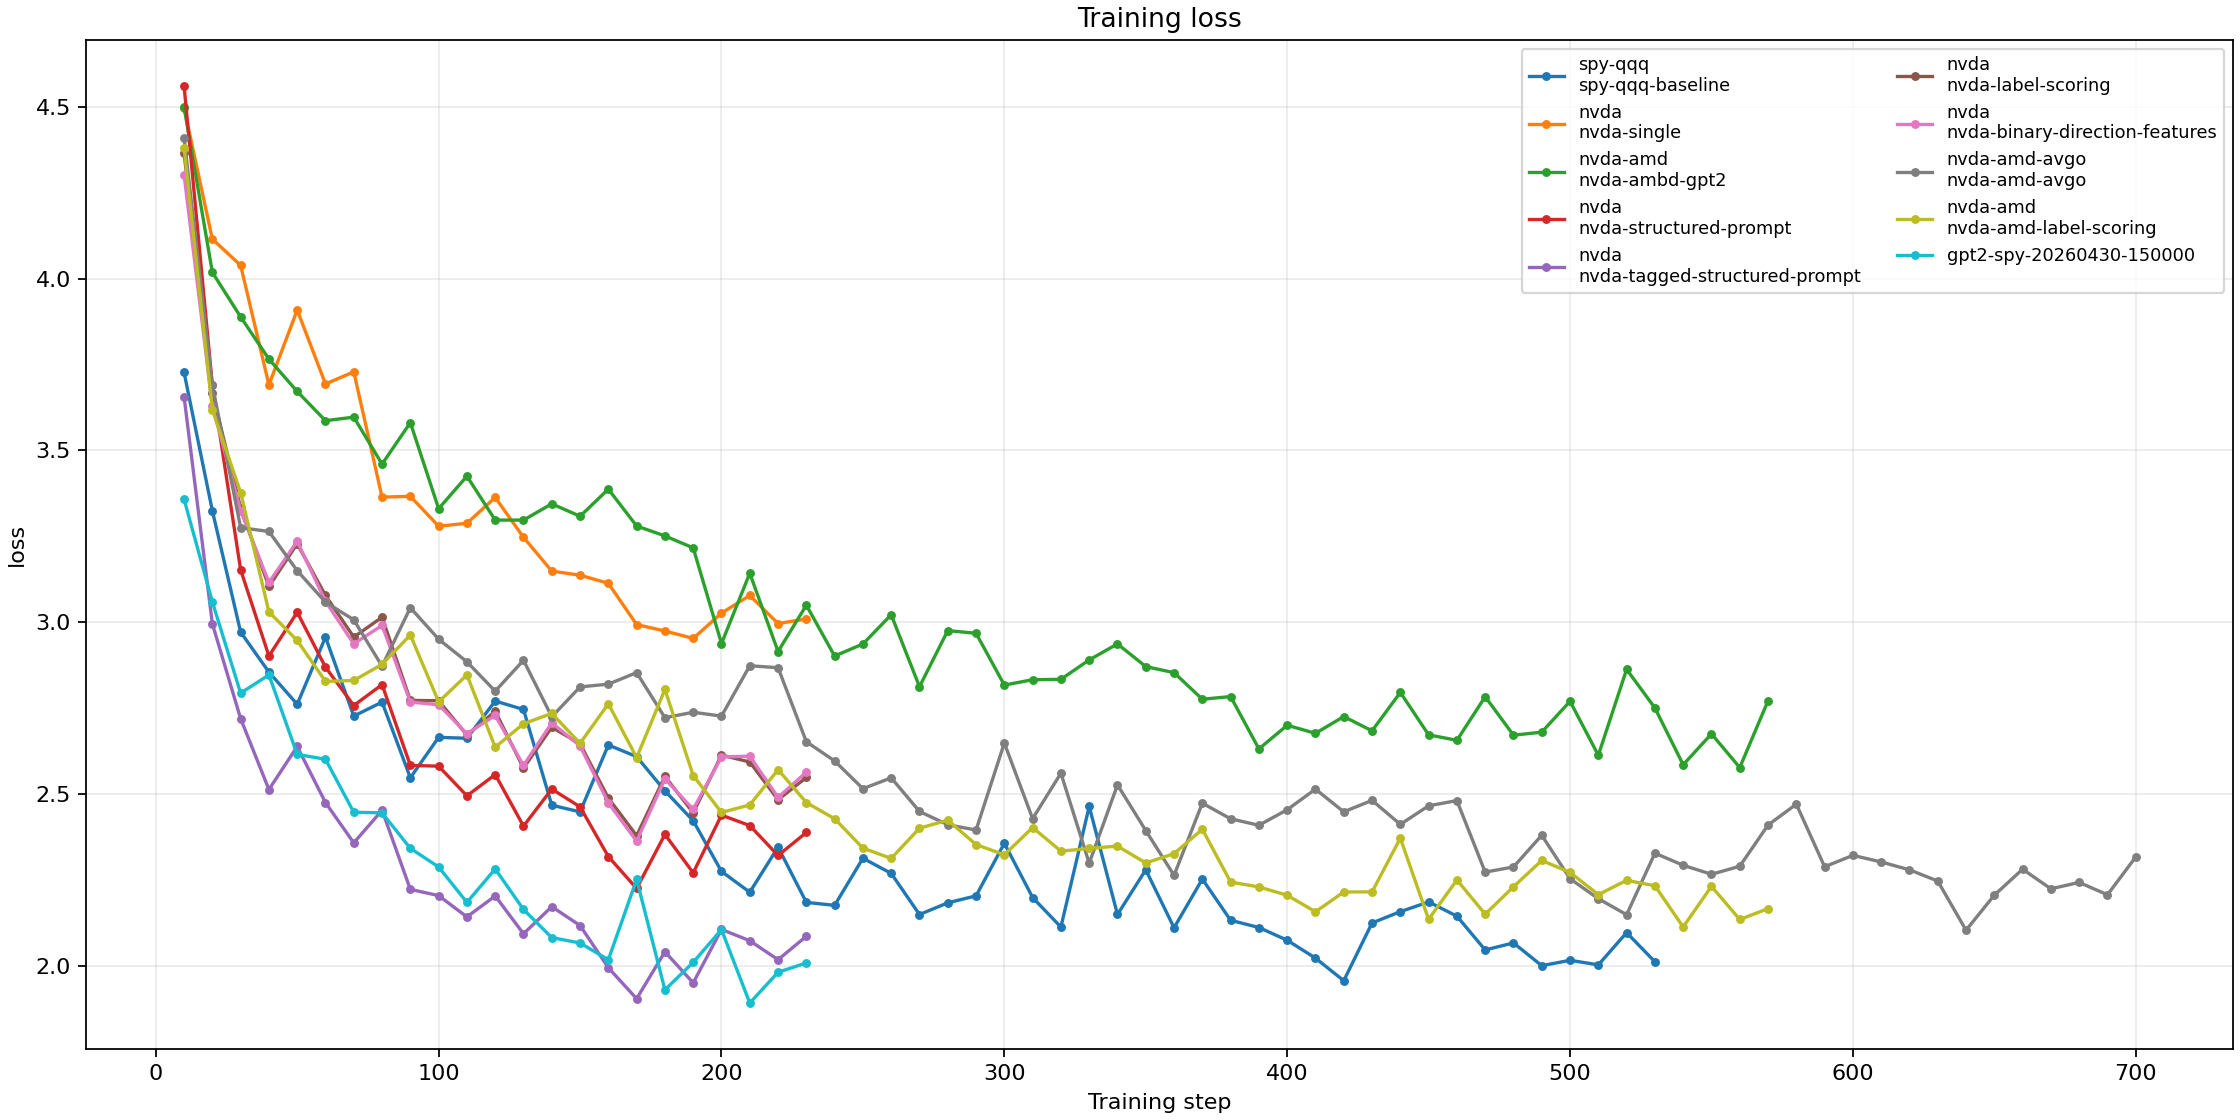 Training loss
loss
4.5
4.0
3.5
3.0
2.5
2.0
0
100
200
300
400
500
600
700
Training step
spy-qqq
spy-qqq-baseline
nvda
nvda-single
nvda-amd
nvda-ambd-gpt2
nvda
nvda-structured-prompt
nvda
nvda-tagged-structured-prompt
nvda
nvda-label-scoring
nvda
nvda-binary-direction-features
nvda-amd-avgo
nvda-amd-avgo
nvda-amd
nvda-amd-label-scoring
gpt2-spy-20260430-150000